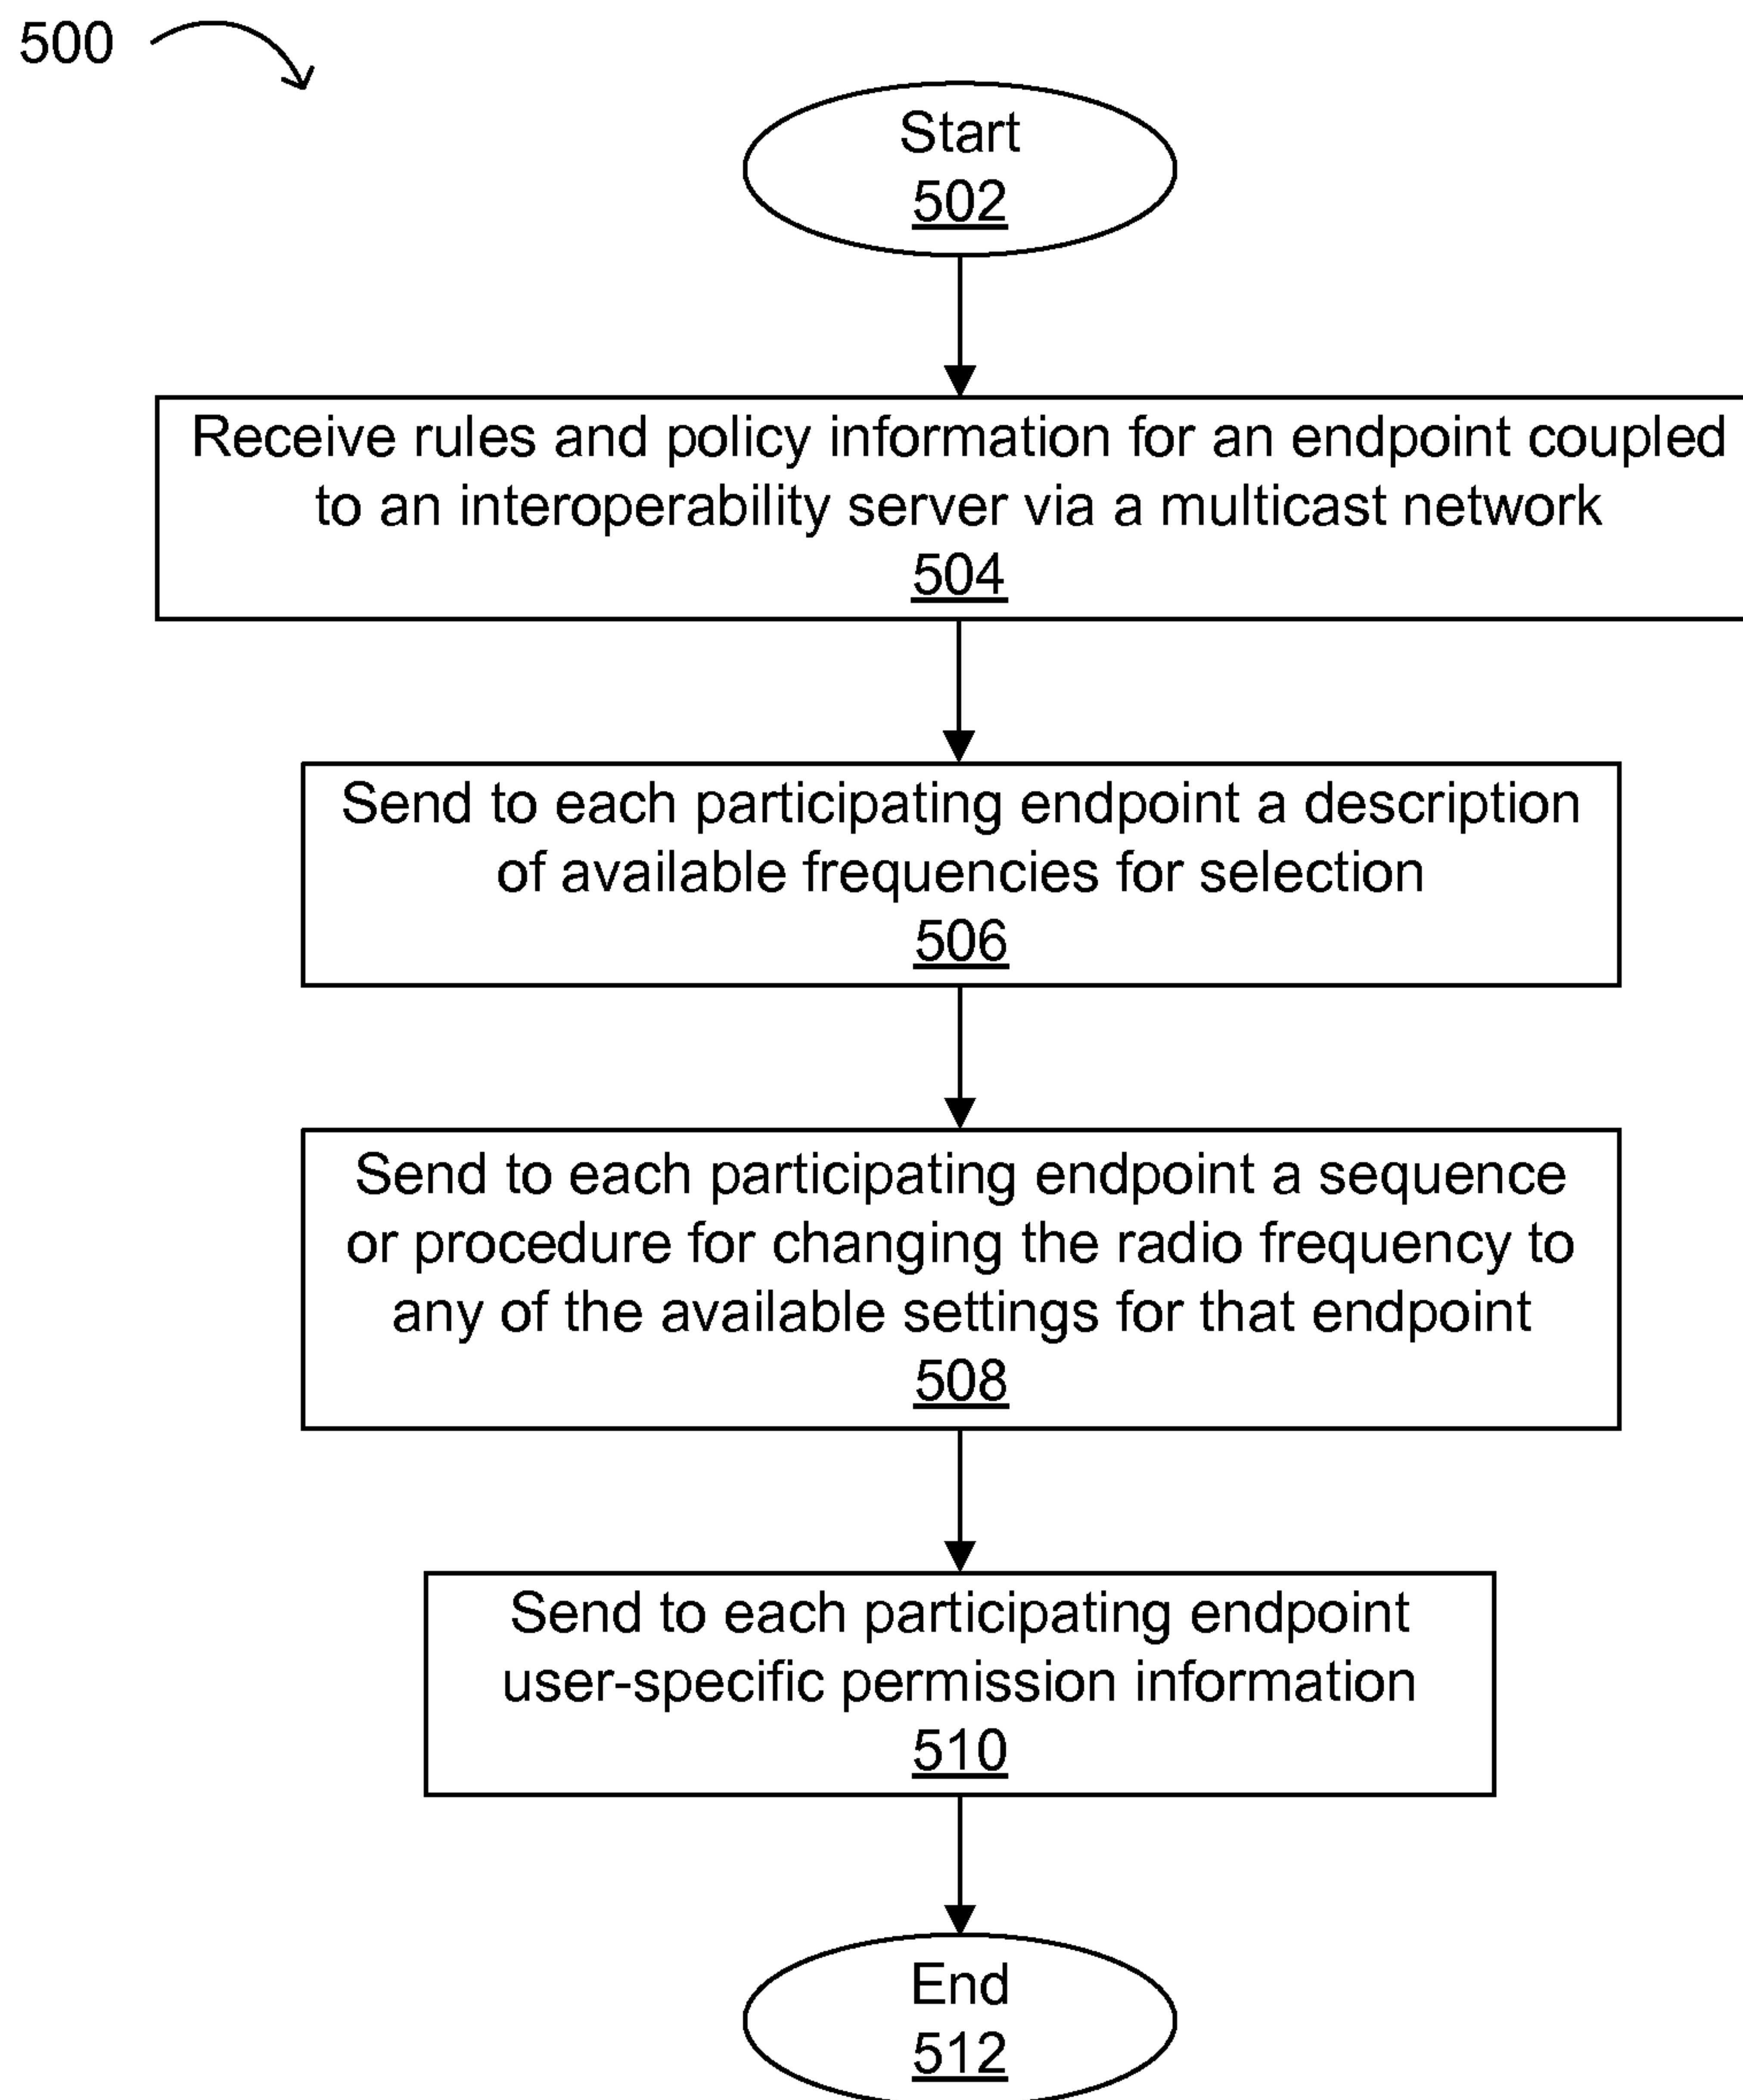 500
Start
502
Receive rules and policy information for an endpoint coupled
to an interoperability server via a multicast network
504
Send to each participating endpoint a description
of available frequencies for selection
506
Send to each participating endpoint a sequence
or procedure for changing the radio frequency to
any of the available settings for that endpoint
508
Send to each participating endpoint
user-specific permission information
510
End
512